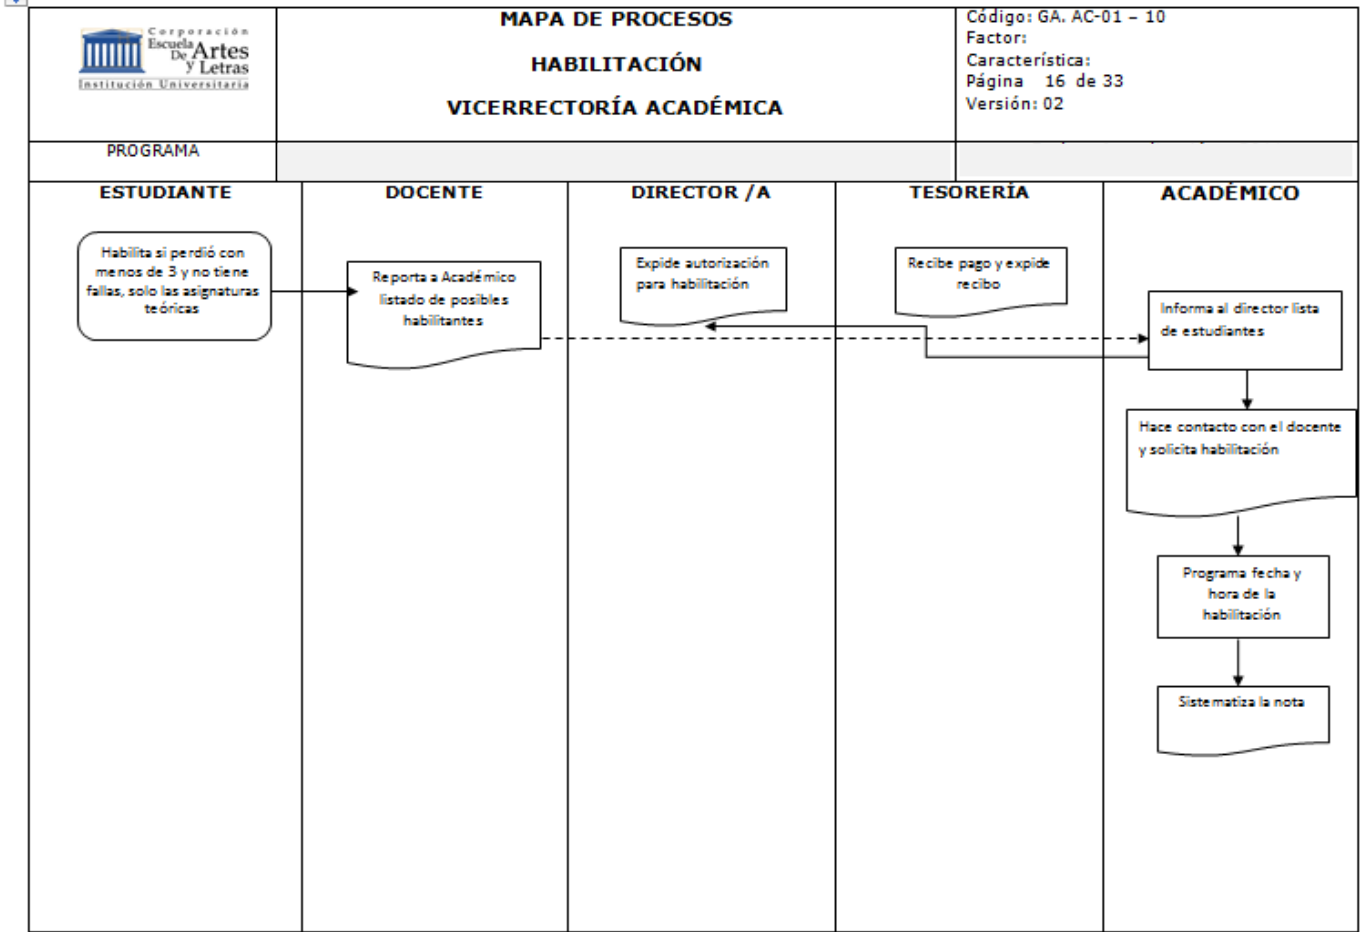 Corporación
Escuela
De Artes
y Letras
Institución Universitaria
MAPA DE PROCESOS
HABILITACIÓN
VICERRECTORÍA ACADÉMICA
Código: GA. AC-01 – 10
Factor:
Característica:
Página 16 de 33
Versión: 02
PROGRAMA
ESTUDIANTE
DOCENTE
DIRECTOR /A
TESORERÍA
ACADÉMICO
Habilita si perdió con
menos de 3 y no tiene
fallas, solo las asignaturas
teóricas
Reporta a Académico
listado de posibles
habilitantes
Expide autorización
para habilitación
Recibe pago y expide
recibo
Informa al director lista
de estudiantes
Hace contacto con el docente
y solicita habilitación
Programa fecha y
hora de la
habilitación
Sistematiza la nota